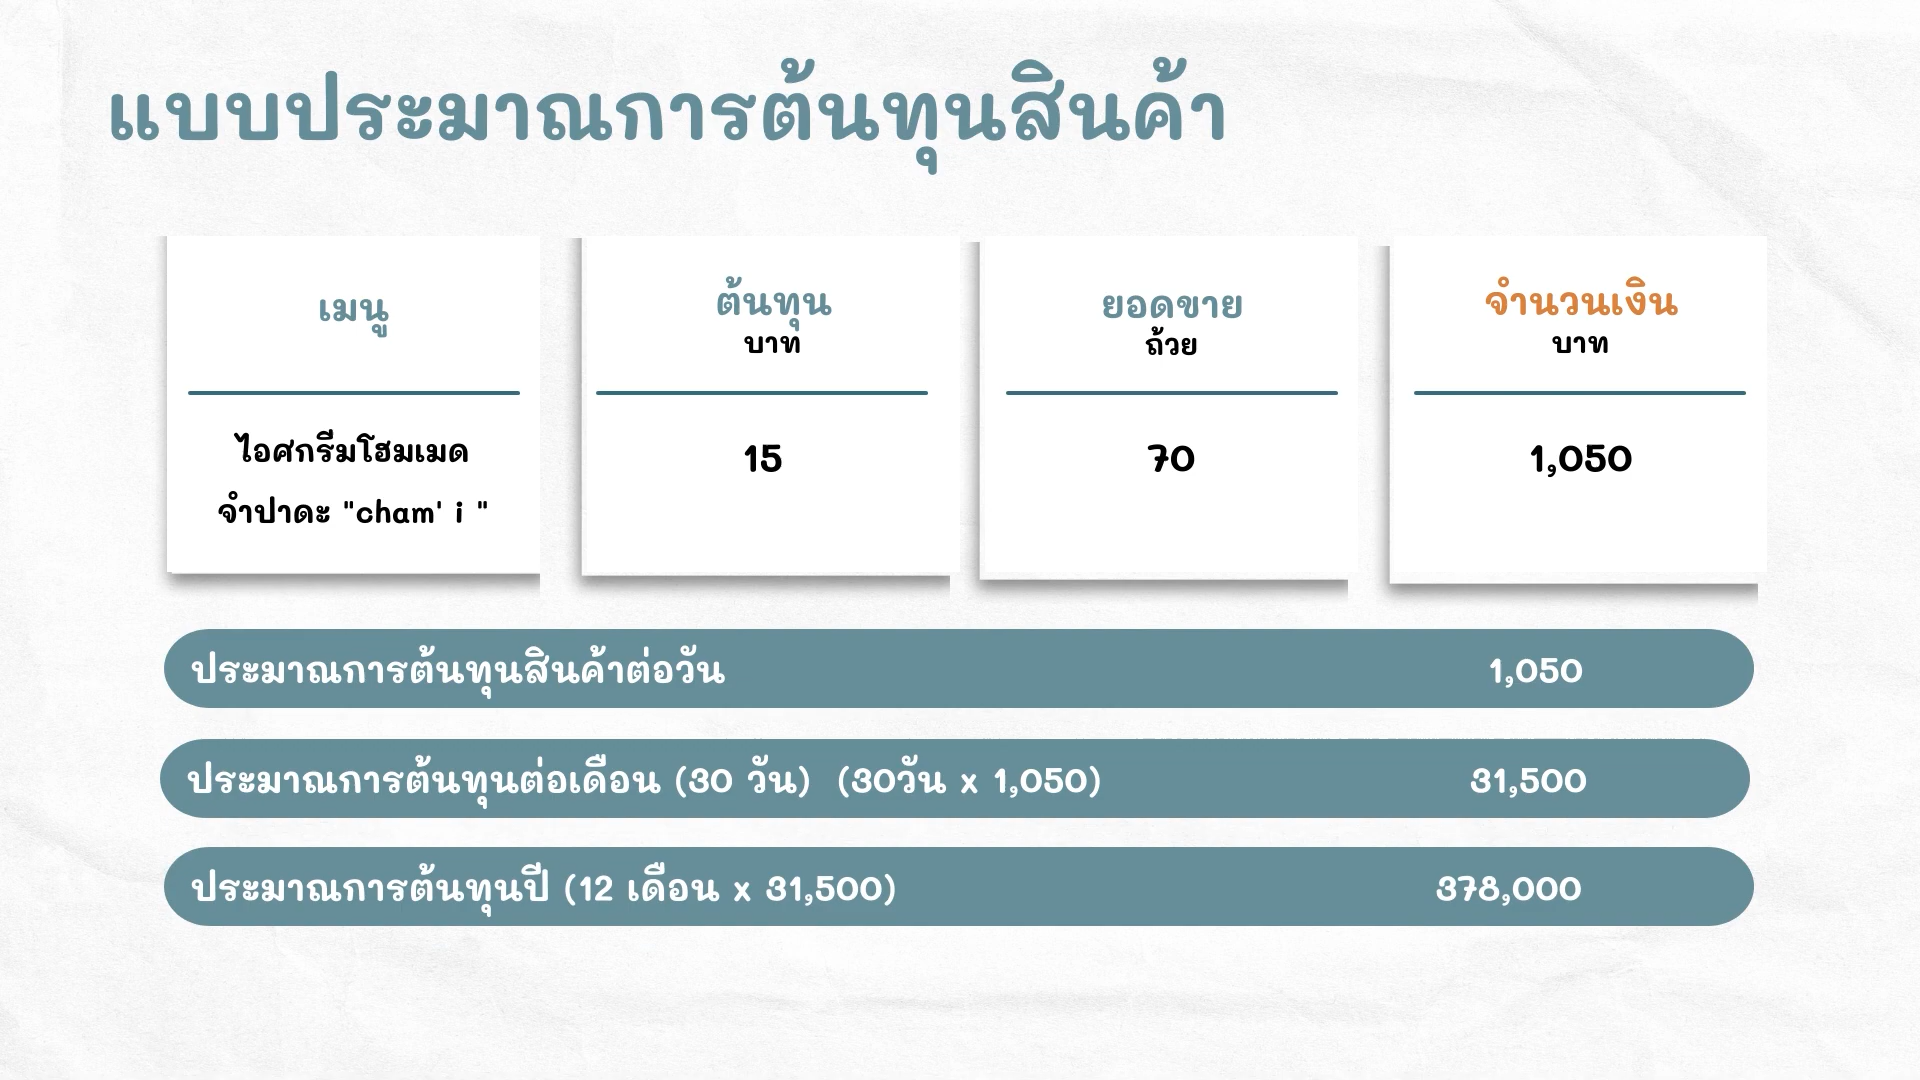 แบบประมาณการต้นทุนสินค้า
เมนู
ไอศกรีมโฮมเมด
จำปาดะ "cham' i "
ต้นทุน
บาท
15
ยอดขาย
ถ้วย
70
จำนวนเงิน
บาท
1,050
ประมาณการต้นทุนสินค้าต่อวัน 1,050
ประมาณการต้นทุนต่อเดือน (30 วัน) (30วัน x 1,050) 31,500
ประมาณการต้นทุนปี (12 เดือน x 31,500) 378,000